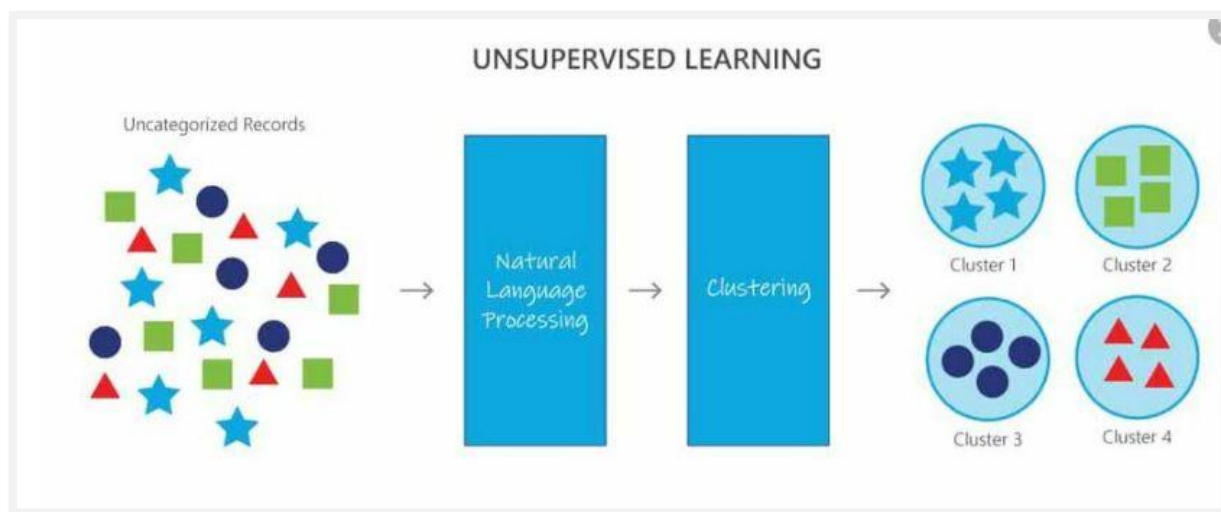 UNSUPERVISED LEARNING
Uncategorized Records
Natural
Language
Processing
Clustering
Cluster 1
Cluster 2
Cluster 3
Cluster 4